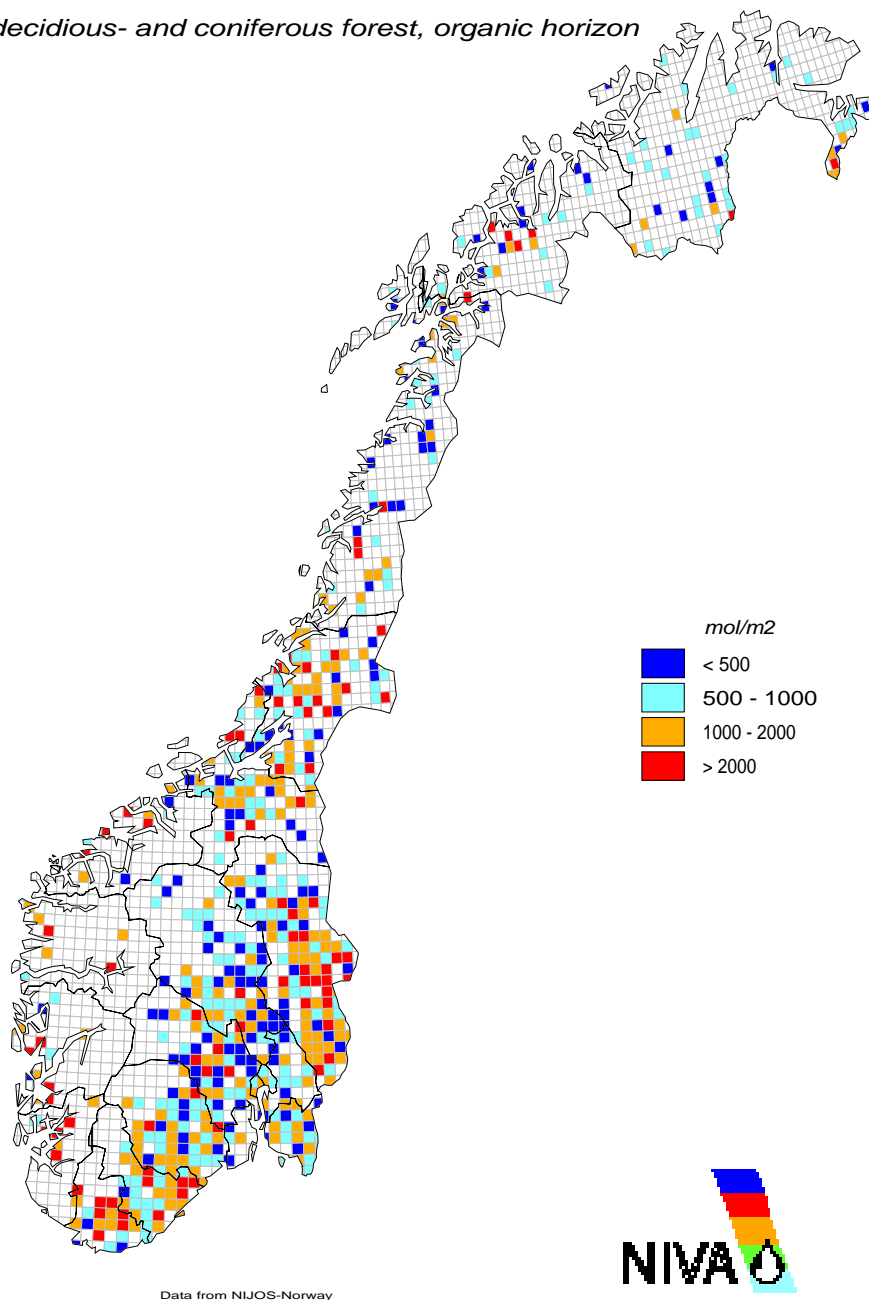 decidious- and coniferous forest, organic horizon
mol/m2
< 500
500 - 1000
1000 - 2000
> 2000
NIVA
Data from NIJOS-Norway